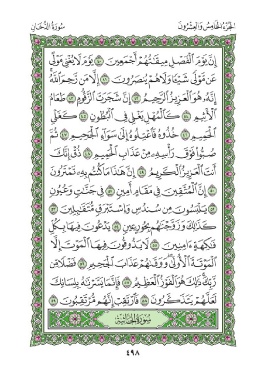 الجزء الخامس والعشرون
سورة الدخان
إِنَّ يَوْمَ ٱلْفَصْلِ مِيقَٰتُهُمْ أَجْمَعِينَ ٤٠ يَوْمَ لَا يُغْنِى مَوْلًى
عَن مَّوْلًى شَيْـًٔا وَلَا هُمْ يُنصَرُونَ ٤١ إِلَّا مَن رَّحِمَ ٱللَّهُ
إِنَّهُۥ هُوَ ٱلْعَزِيزُ ٱلرَّحِيمُ ٤٢ إِنَّ شَجَرَتَ ٱلزَّقُّومِ ٤٣ طَعَامُ
ٱلْأَثِيمِ ٤٤ كَٱلْمُهْلِ يَغْلِى فِى ٱلْبُطُونِ ٤٥ كَغَلْىِ
ٱلْحَمِيمِ ٤٦ خُذُوهُ فَٱعْتِلُوهُ إِلَىٰ سَوَآءِ ٱلْجَحِيمِ ٤٧ ثُمَّ
صُبُّوا۟ فَوْقَ رَأْسِهِۦ مِنْ عَذَابِ ٱلْحَمِيمِ ٤٨ ذُقْ إِنَّكَ
أَنتَ ٱلْعَزِيزُ ٱلْكَرِيمُ ٤٩ إِنَّ هَٰذَا مَا كُنتُم بِهِۦ تَمْتَرُونَ
٥٠ إِنَّ ٱلْمُتَّقِينَ فِى مَقَامٍ أَمِينٍ ٥١ فِى جَنَّٰتٍ وَعُيُونٍ
٥٢ يَلْبَسُونَ مِن سُندُسٍ وَإِسْتَبْرَقٍ مُّتَقَٰبِلِينَ ٥٣
كَذَٰلِكَ وَزَوَّجْنَٰهُم بِحُورٍ عِينٍ ٥٤ يَدْعُونَ فِيهَا بِكُلِّ
فَٰكِهَةٍ ءَامِنِينَ ٥٥ لَا يَذُوقُونَ فِيهَا ٱلْمَوْتَ إِلَّا
ٱلْمَوْتَةَ ٱلْأُولَىٰ وَوَقَىٰهُمْ عَذَابَ ٱلْجَحِيمِ ٥٦ فَضْلًا مِّن
رَّبِّكَ ذَٰلِكَ هُوَ ٱلْفَوْزُ ٱلْعَظِيمُ ٥٧ فَإِنَّمَا يَسَّرْنَٰهُ بِلِسَانِكَ
لَعَلَّهُمْ يَتَذَكَّرُونَ ٥٨ فَٱرْتَقِبْ إِنَّهُم مُّرْتَقِبُونَ ٥٩
سورة الجاثية
٤٩٨